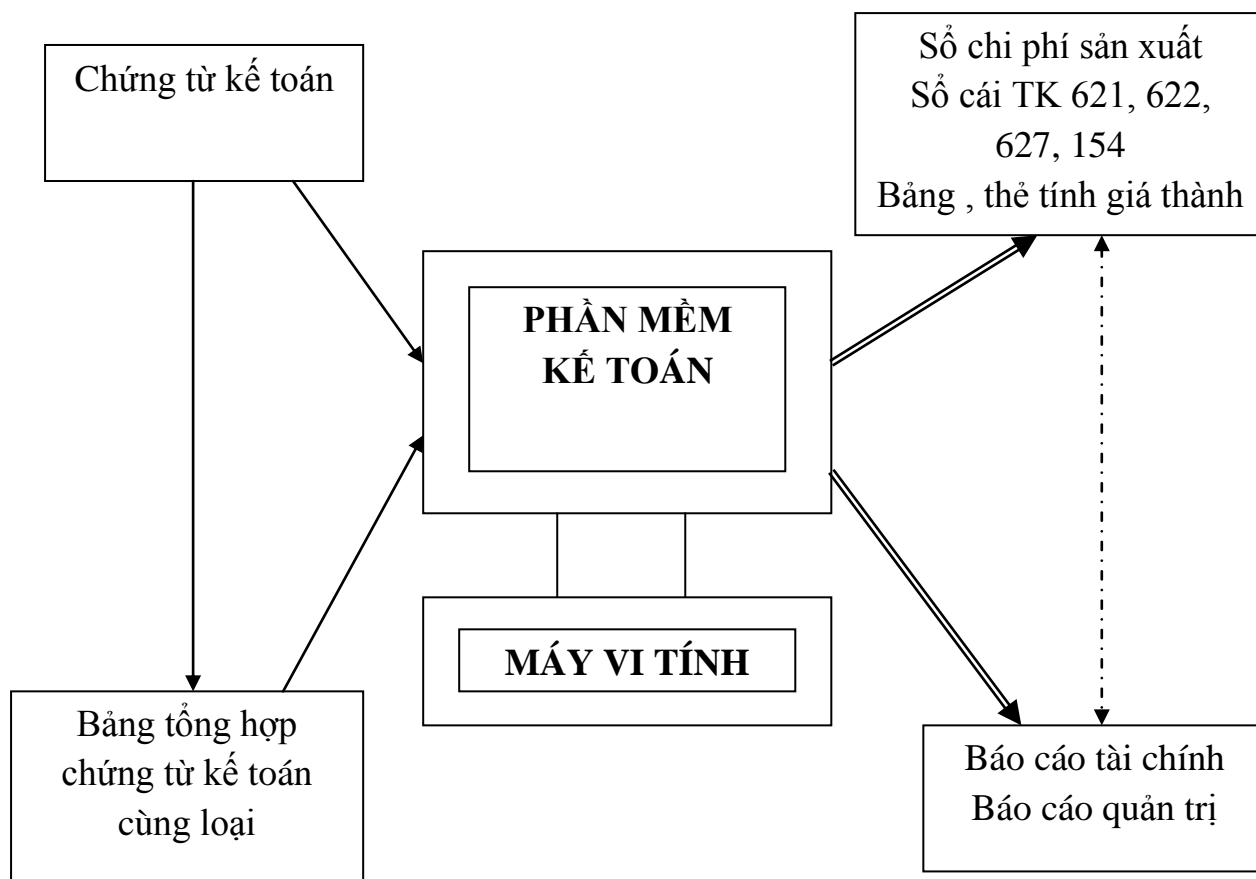 Chứng từ kế toán
Sổ chi phí sản xuất
Sổ cái TK 621, 622,
627, 154
Bảng , thẻ tính giá thành
PHẦN MỀM
KẾ TOÁN
MÁY VI TÍNH
Bảng tổng hợp
chứng từ kế toán
cùng loại
Báo cáo tài chính
Báo cáo quản trị